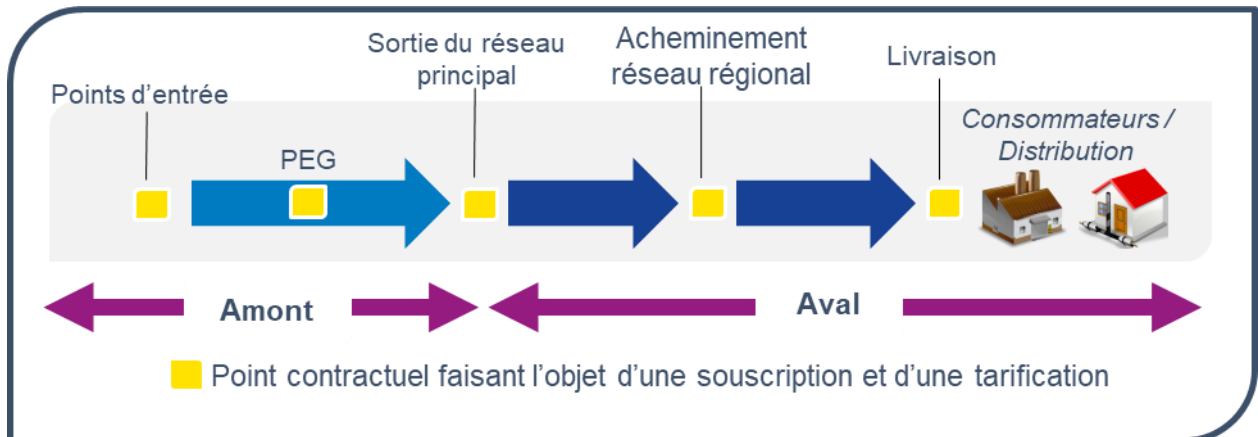 Points d’entrée
PEG
Sortie du réseau
principal
Acheminement
réseau régional
Livraison
Consommateurs /
Distribution
Amont
Aval
Point contractuel faisant l’objet d’une souscription et d’une tarification